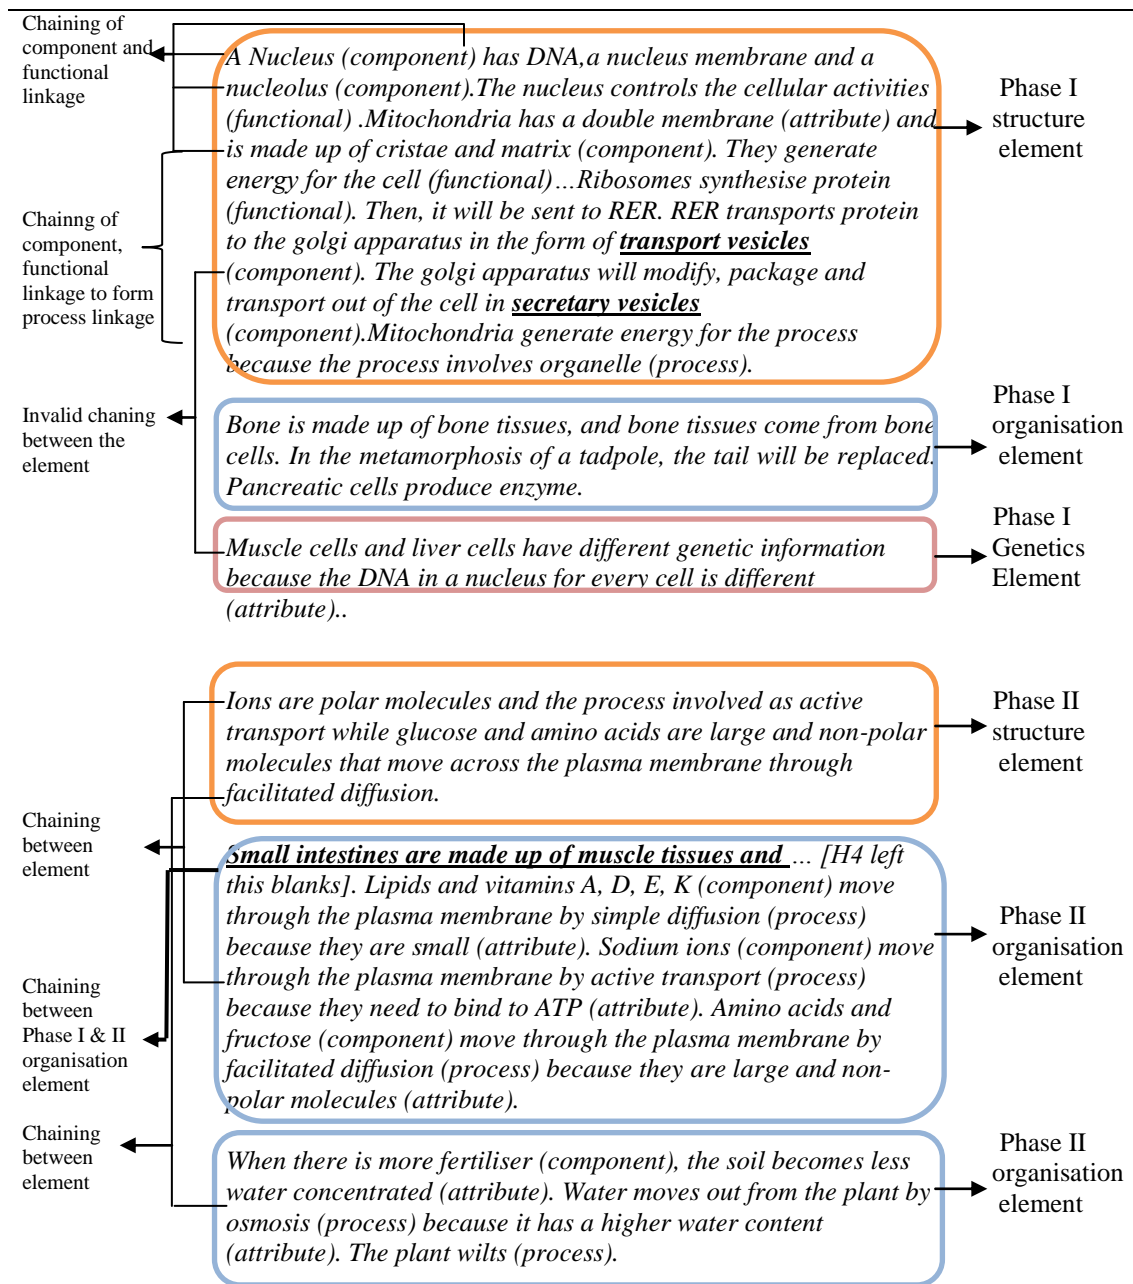 Chaining of
component and
functional
linkage
A Nucleus (component) has DNA,a nucleus membrane and a
nucleolus (component).The nucleus controls the cellular activities
(functional) .Mitochondria has a double membrane (attribute) and
is made up of cristae and matrix (component). They generate
energy for the cell (functional)…Ribosomes synthesise protein
(functional). Then, it will be sent to RER. RER transports protein
to the golgi apparatus in the form of transport vesicles
(component). The golgi apparatus will modify, package and
transport out of the cell in secretary vesicles
(component).Mitochondria generate energy for the process
because the process involves organelle (process).
Phase I
structure
element
Chainng of
component,
functional
linkage to form
process linkage
Invalid chaning
between the
element
Bone is made up of bone tissues, and bone tissues come from bone
cells. In the metamorphosis of a tadpole, the tail will be replaced.
Pancreatic cells produce enzyme.
Phase I
organisation
element
Muscle cells and liver cells have different genetic information
because the DNA in a nucleus for every cell is different
(attribute)..
Phase I
Genetics
Element
Ions are polar molecules and the process involved as active
transport while glucose and amino acids are large and non-polar
molecules that move across the plasma membrane through
facilitated diffusion.
Phase II
structure
element
Chaining
between
element
Small intestines are made up of muscle tissues and … [H4 left
this blanks]. Lipids and vitamins A, D, E, K (component) move
through the plasma membrane by simple diffusion (process)
because they are small (attribute). Sodium ions (component) move
through the plasma membrane by active transport (process)
because they need to bind to ATP (attribute). Amino acids and
fructose (component) move through the plasma membrane by
facilitated diffusion (process) because they are large and non-
polar molecules (attribute).
Phase II
organisation
element
Chaining
between
Phase I & II
organisation
element
Chaining
between
element
When there is more fertiliser (component), the soil becomes less
water concentrated (attribute). Water moves out from the plant by
osmosis (process) because it has a higher water content
(attribute). The plant wilts (process).
Phase II
organisation
element